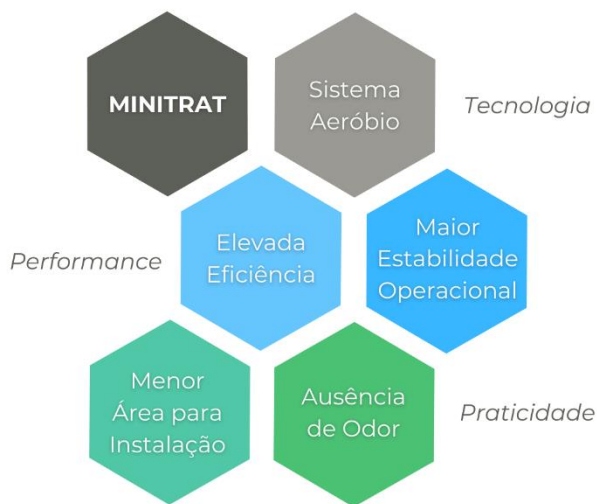 MINITRAT
Sistema
Aeróbio
Tecnologia
Performance
Elevada
Eficiência
Maior
Estabilidade
Operacional
Menor
Área para
Instalação
Ausência
de Odor
Praticidade